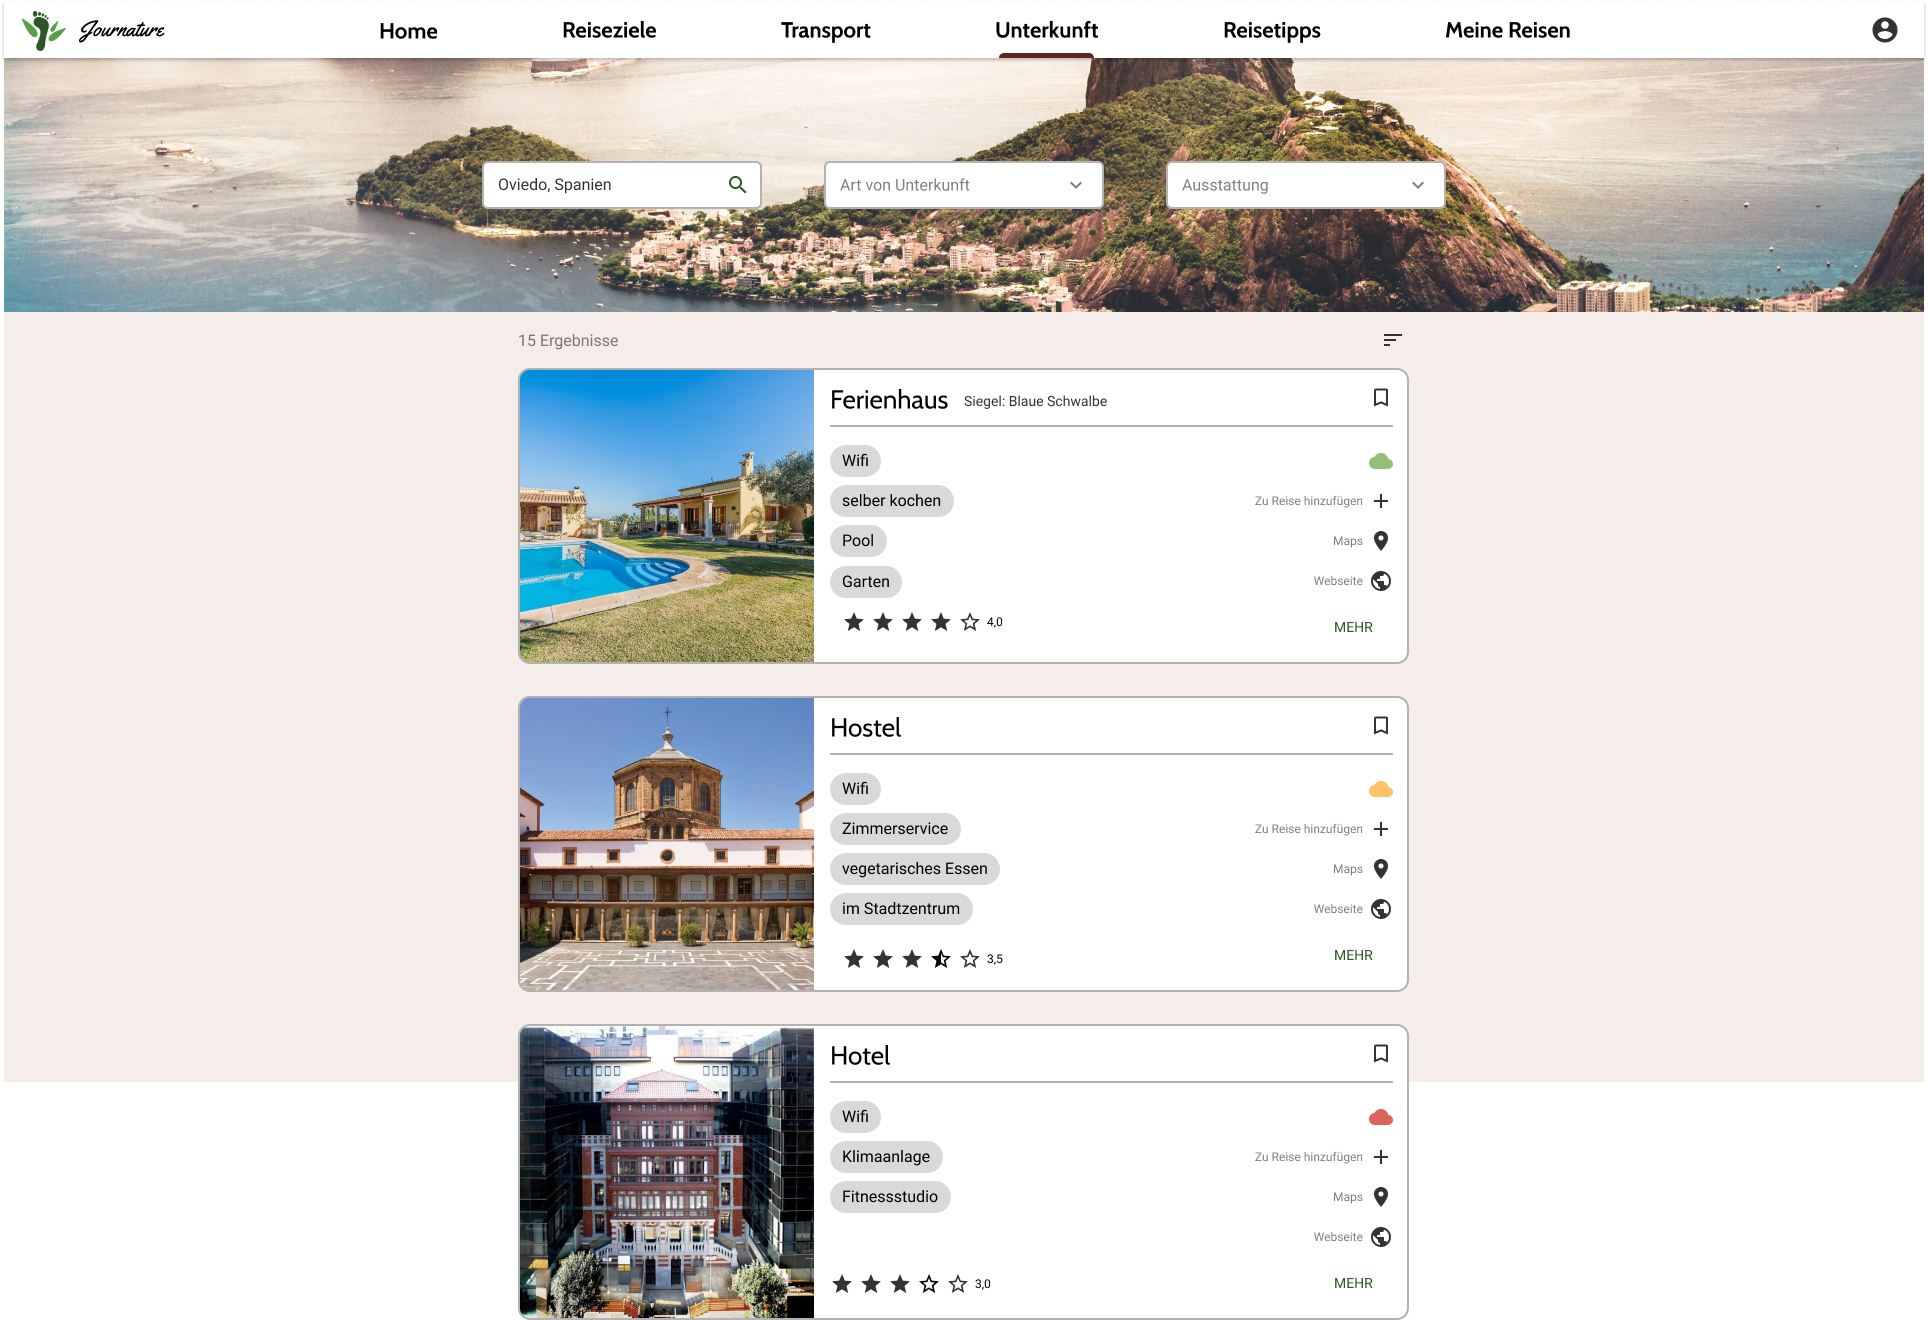 Journature
Home
Reiseziele
Transport
Unterkunft
Reisetipps
Meine Reisen
Oviedo, Spanien
Art von Unterkunft
Ausstattung
15 Ergebnisse
Ferienhaus Siegel: Blaue Schwalbe
Wifi
selber kochen
Zu Reise hinzufügen
Pool
Maps
Garten
Webseite
4,0
MEHR
Hostel
Wifi
Zimmerservice
Zu Reise hinzufügen
vegetarisches Essen
Maps
im Stadtzentrum
Webseite
3,5
MEHR
Hotel
Wifi
Klimaanlage
Zu Reise hinzufügen
Fitnessstudio
Maps
Webseite
3,0
MEHR